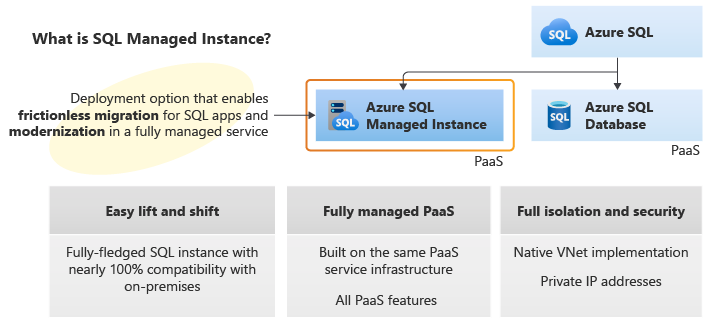 What is SQL Managed Instance?
SQL
Azure SQL
Deployment option that enables
frictionless migration for SQL apps and
modernization in a fully managed service
SQL
Azure SQL
Managed Instance
PaaS
SQL
Azure SQL
Database
PaaS
Easy lift and shift
Fully-fledged SQL instance with
nearly 100% compatibility with
on-premises
Fully managed PaaS
Built on the same PaaS
service infrastructure
All PaaS features
Full isolation and security
Native VNet implementation
Private IP addresses